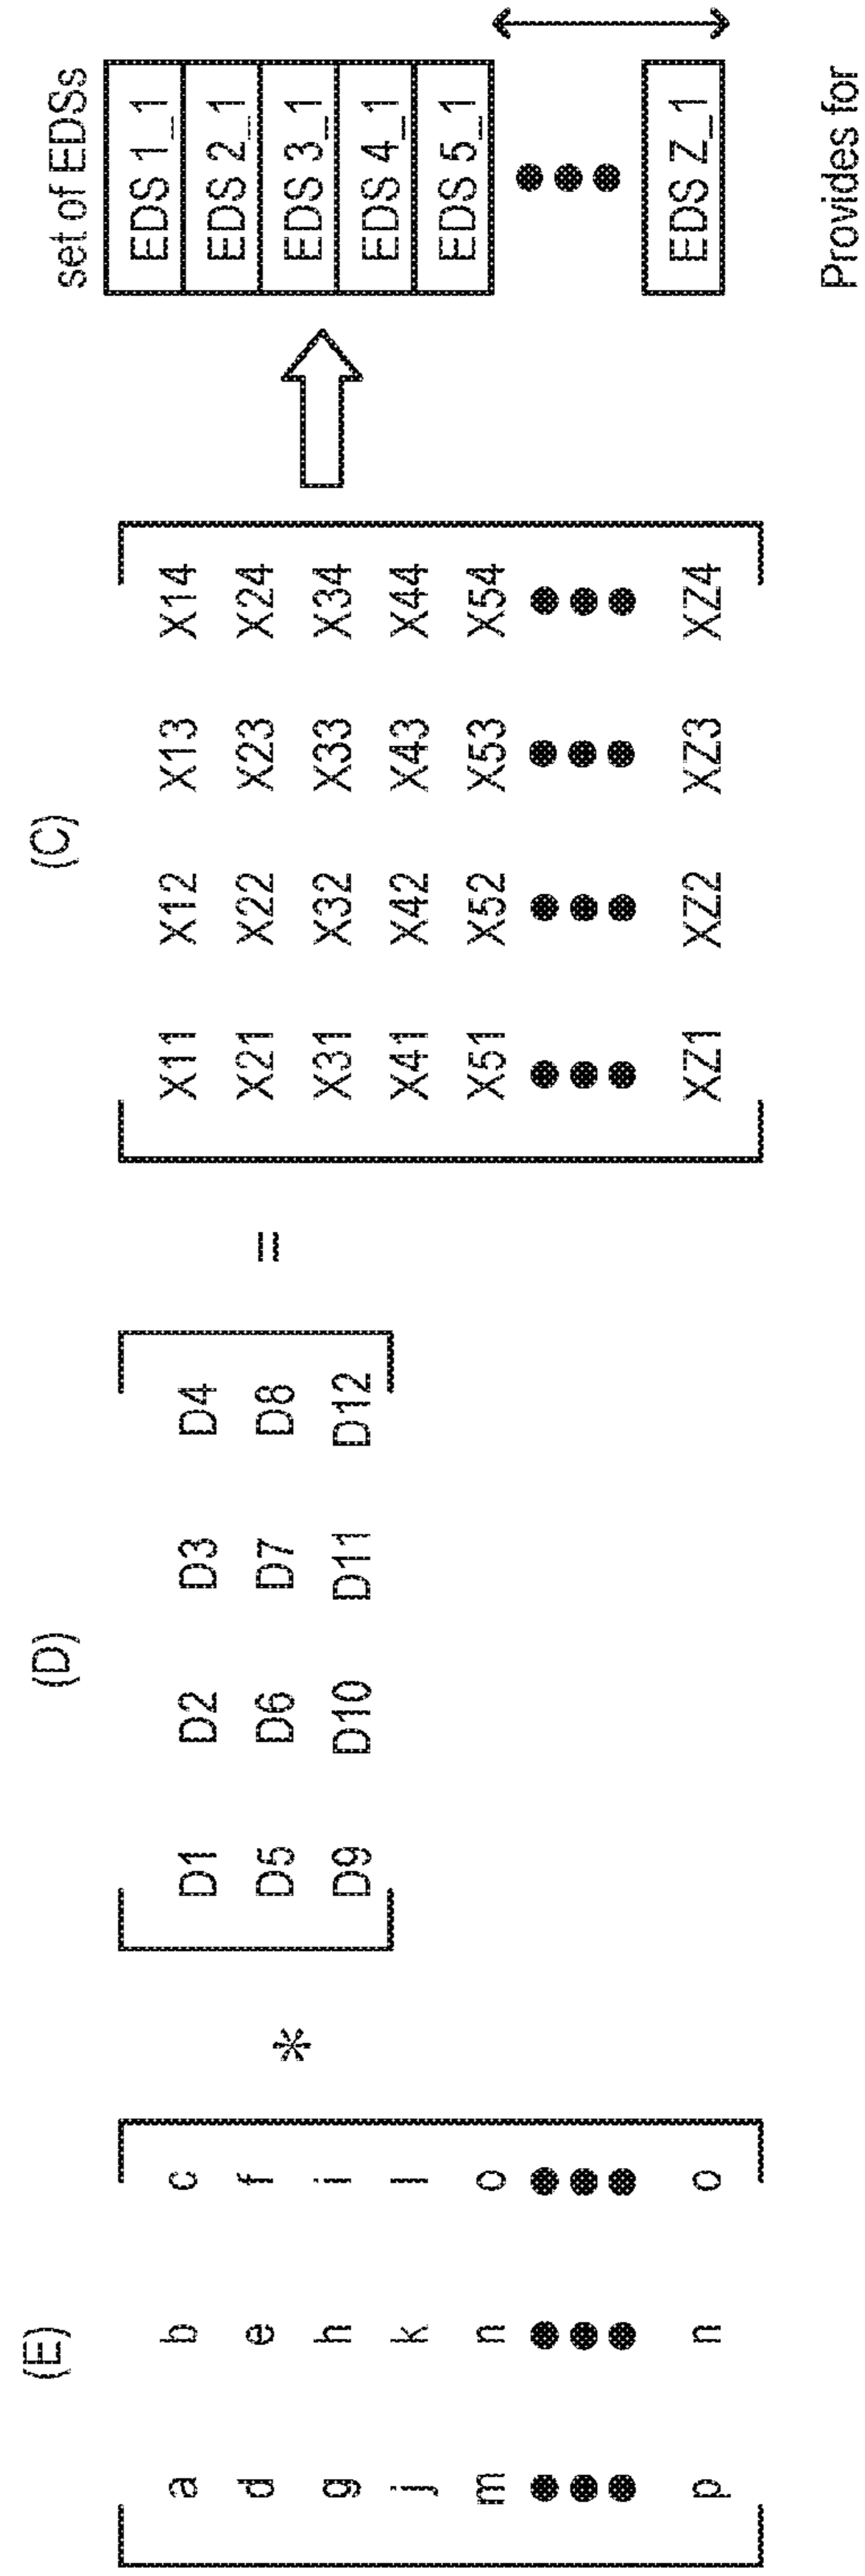 (E)
a b c
d e f
g h i
j k l
m n o
p n o
*
(D)
D1 D2 D3 D4
D5 D6 D7 D8
D9 D10 D11 D12
=
(C)
X11 X12 X13 X14
X21 X22 X23 X24
X31 X32 X33 X34
X41 X42 X43 X44
X51 X52 X53 X54
XZ1 XZ2 XZ3 XZ4
set of EDSs
EDS 1_1
EDS 2_1
EDS 3_1
EDS 4_1
EDS 5_1
EDS Z_1
Provides for